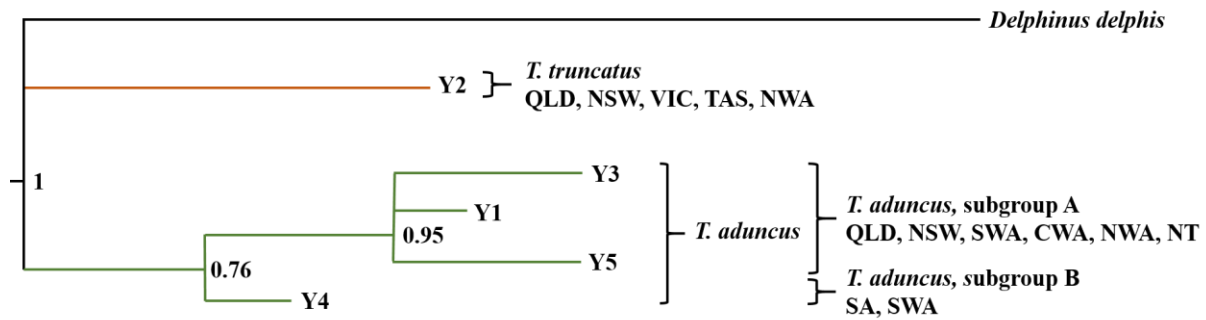 Delphinus delphis
Y2
T. truncatus
QLD, NSW, VIC, TAS, NWA
1
Y3
Y1
0.95
Y5
0.76
Y4
T. aduncus
T. aduncus, subgroup A
QLD, NSW, SWA, CWA, NWA, NT
T. aduncus, subgroup B
SA, SWA